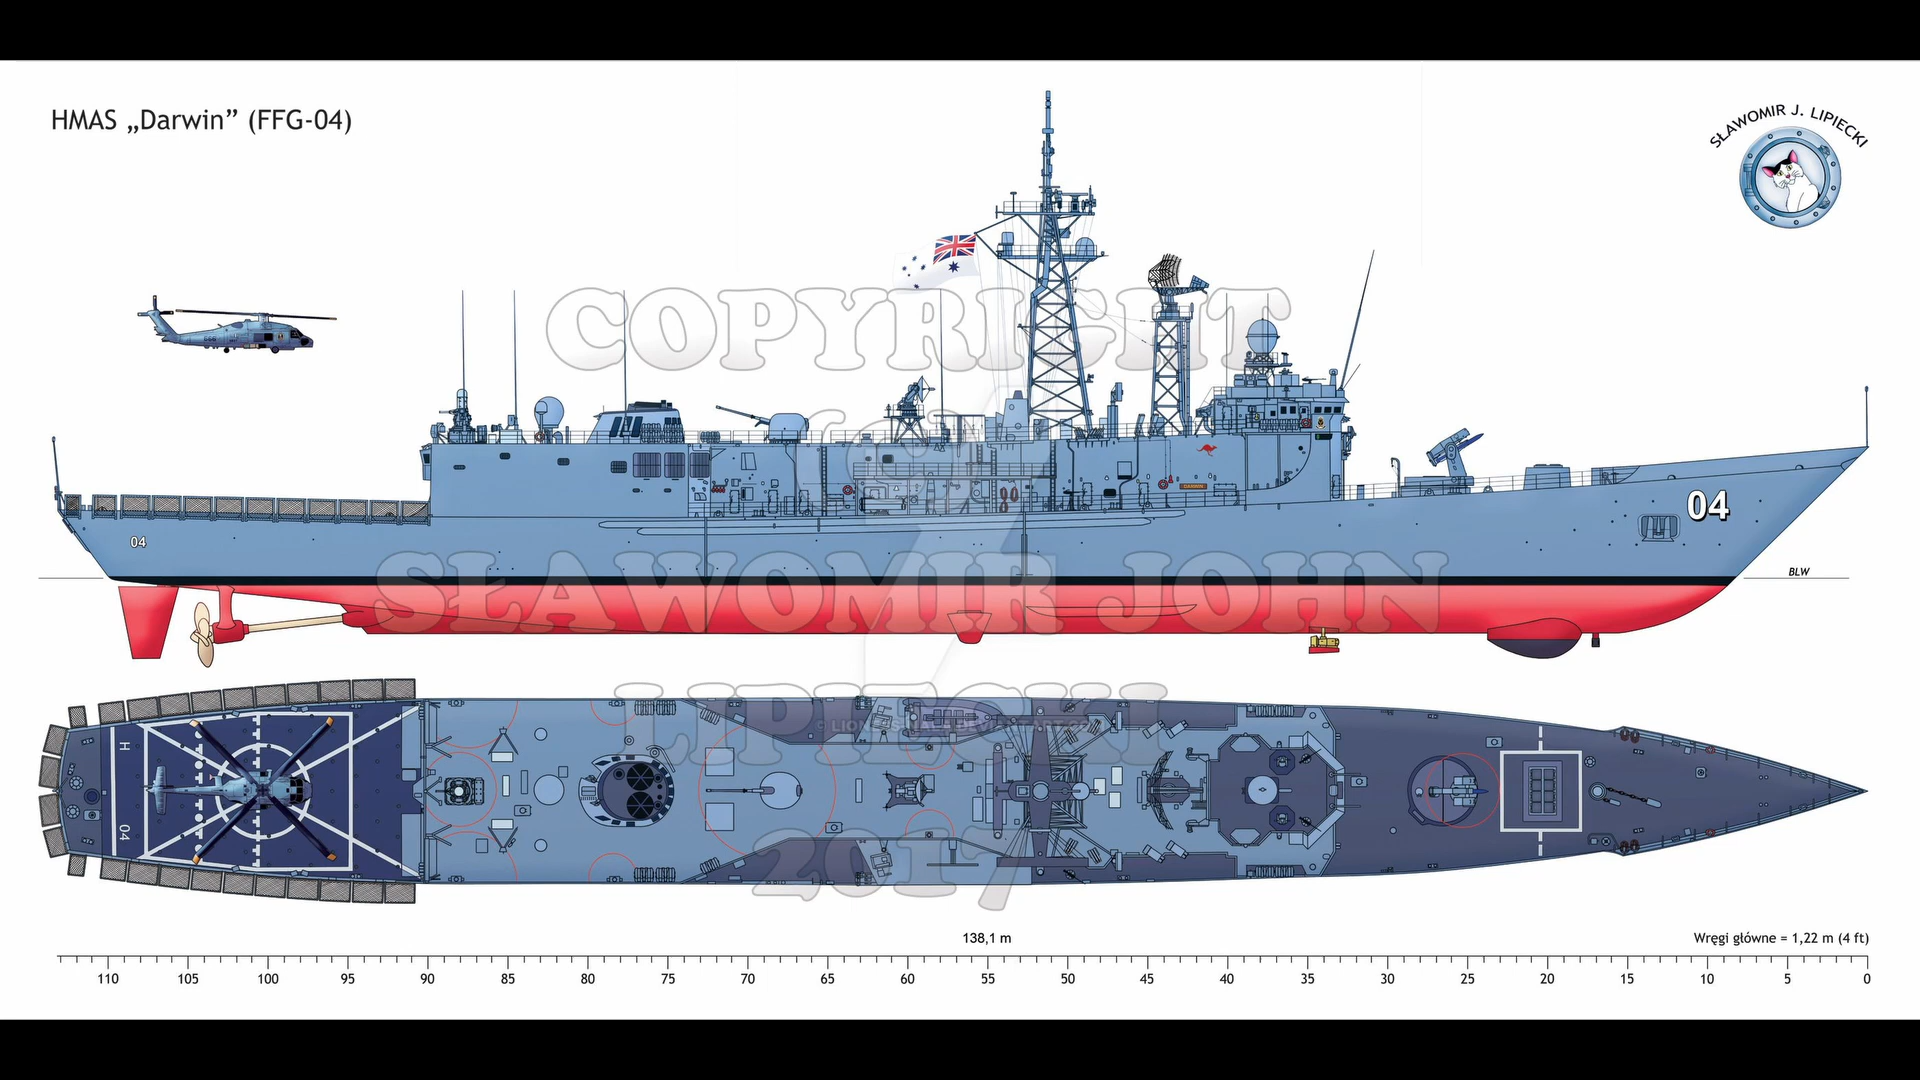 HMAS „Darwin” (FFG-04)
SŁAWOMIR J. LIPIECKI
COPYRIGHT
04
04
BLW
SŁAWOMIR JOHN
LIPIECKI
2017
H
04
138,1 m
Wręgi główne = 1,22 m (4 ft)
110 105 100 95 90 85 80 75 70 65 60 55 50 45 40 35 30 25 20 15 10 5 0